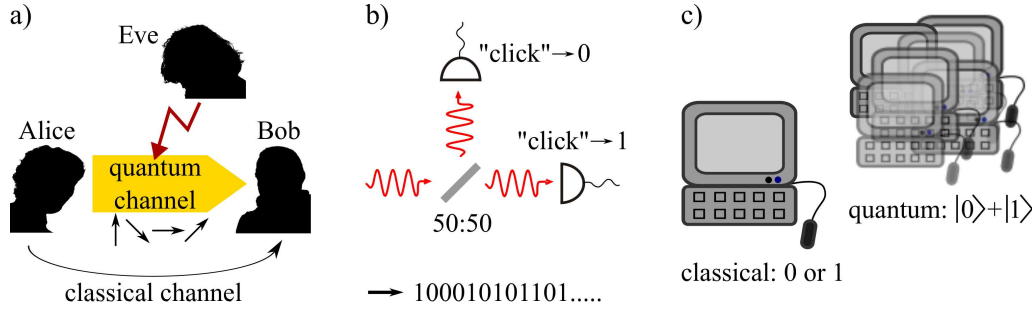 a)
Eve
Alice
Bob
quantum
channel
classical channel
b)
"click"→0
"click"→1
50:50
→ 100010101101.....
c)
classical: 0 or 1
quantum: |0⟩+|1⟩